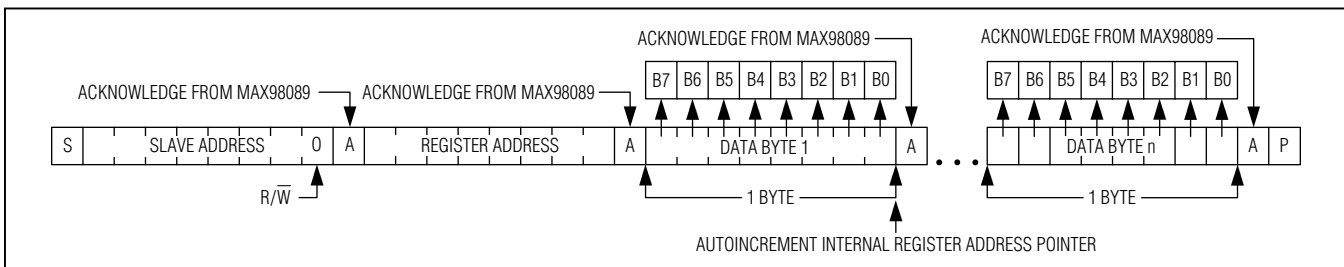 ACKNOWLEDGE FROM MAX98089 ACKNOWLEDGE FROM MAX98089
B7 B6 B5 B4 B3 B2 B1 B0 B7 B6 B5 B4 B3 B2 B1 B0
ACKNOWLEDGE FROM MAX98089 ACKNOWLEDGE FROM MAX98089
S SLAVE ADDRESS 0 A REGISTER ADDRESS A DATA BYTE 1 A DATA BYTE n A P
R/W̅ 1 BYTE 1 BYTE
AUTOINCREMENT INTERNAL REGISTER ADDRESS POINTER